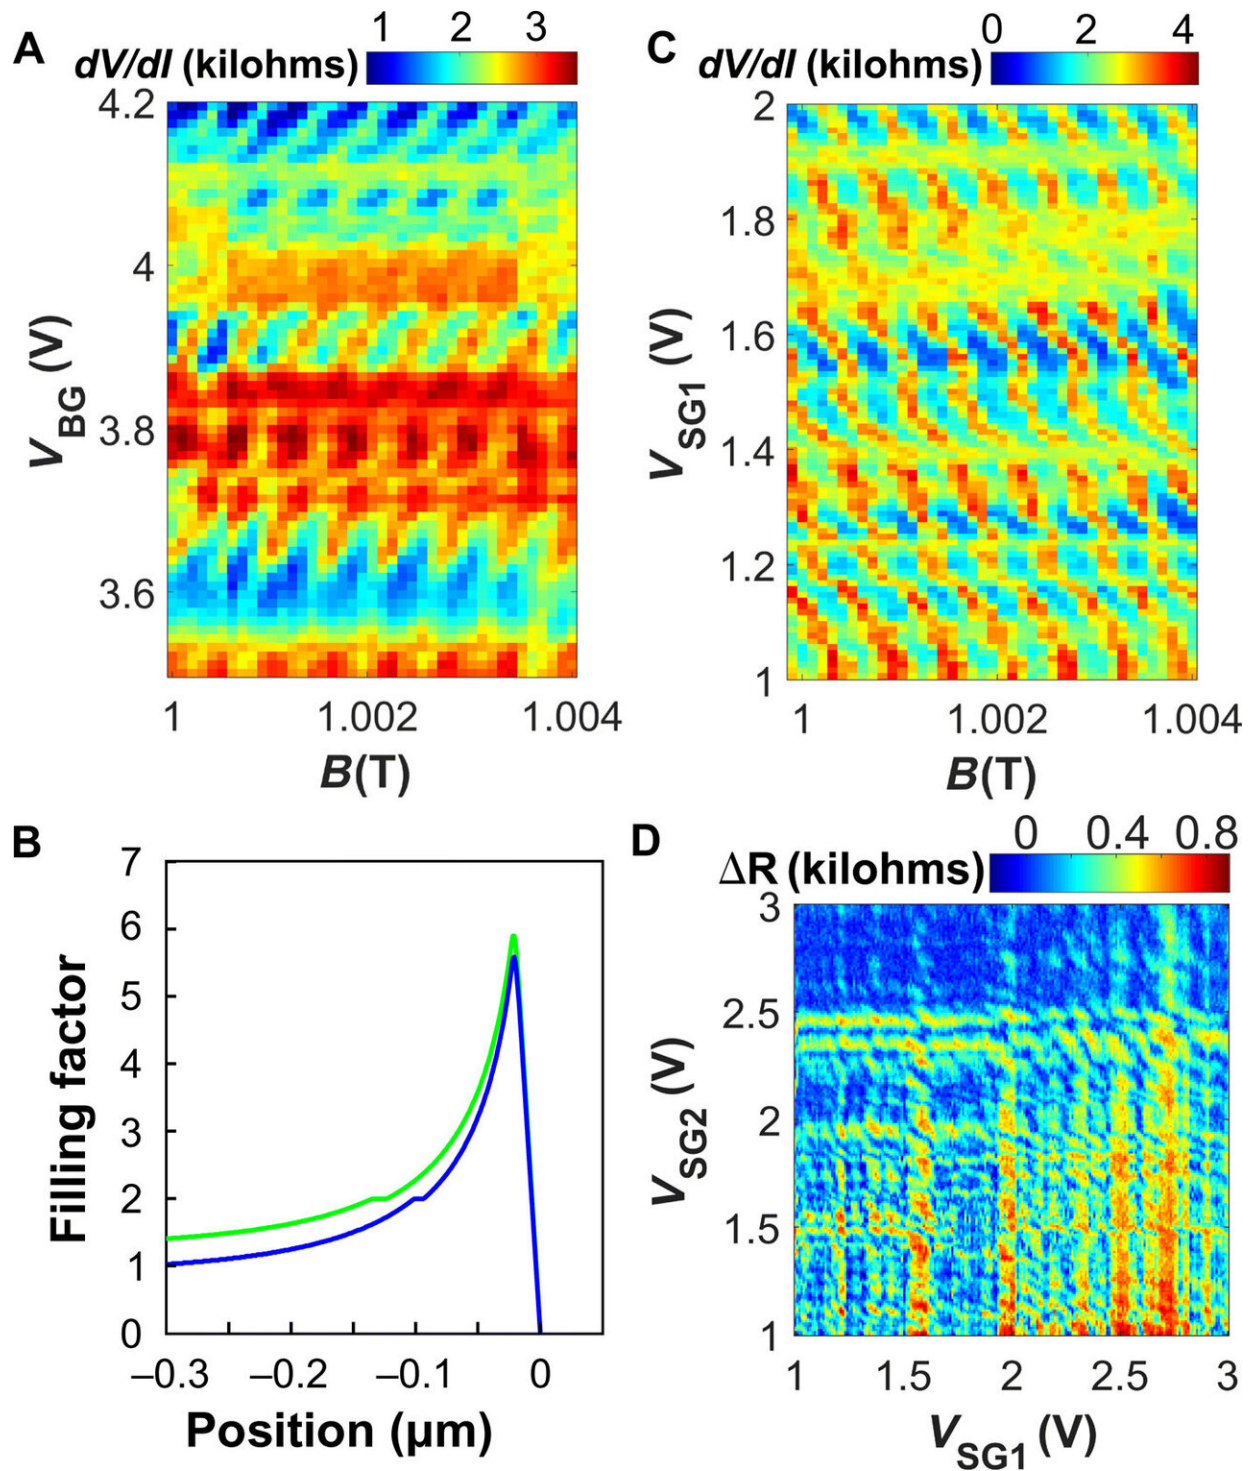 A
dV/dI (kilohms)
1 2 3
4.2
4
3.8
3.6
V BG (V)
1 1.002 1.004
B(T)
C
dV/dI (kilohms)
0 2 4
2
1.8
1.6
1.4
1.2
1
V SG1 (V)
1 1.002 1.004
B(T)
B
7
6
5
4
3
2
1
0
Filling factor
–0.3 –0.2 –0.1 0
Position (µm)
D
ΔR (kilohms)
0 0.4 0.8
3
2.5
2
1.5
1
V SG2 (V)
1 1.5 2 2.5 3
V SG1 (V)